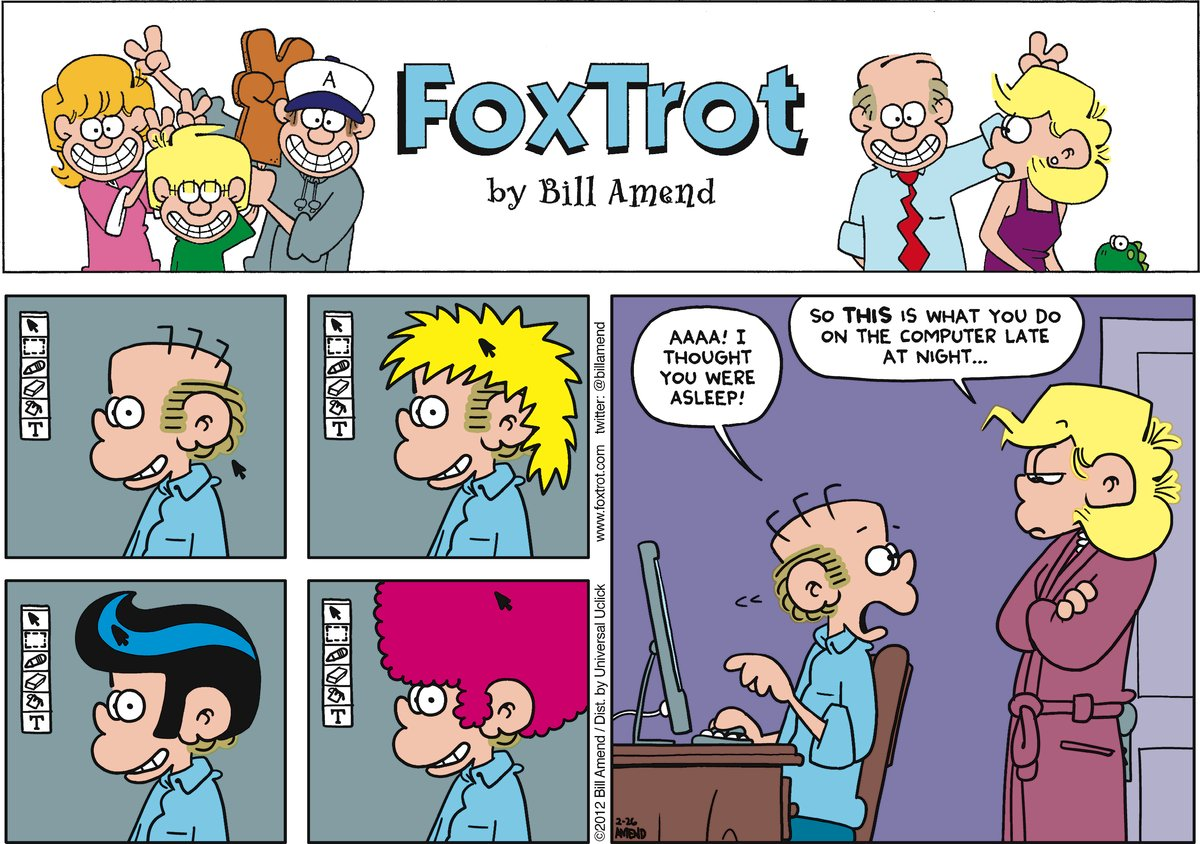 A
FOXTROT
by Bill Amend
T
T
T
T
www.foxtrot.com twitter: @billamend
©2012 Bill Amend / Dist. by Universal Uclick
AAAA! I
THOUGHT
YOU WERE
ASLEEP!
SO THIS IS WHAT YOU DO
ON THE COMPUTER LATE
AT NIGHT...
2-26
AMEND